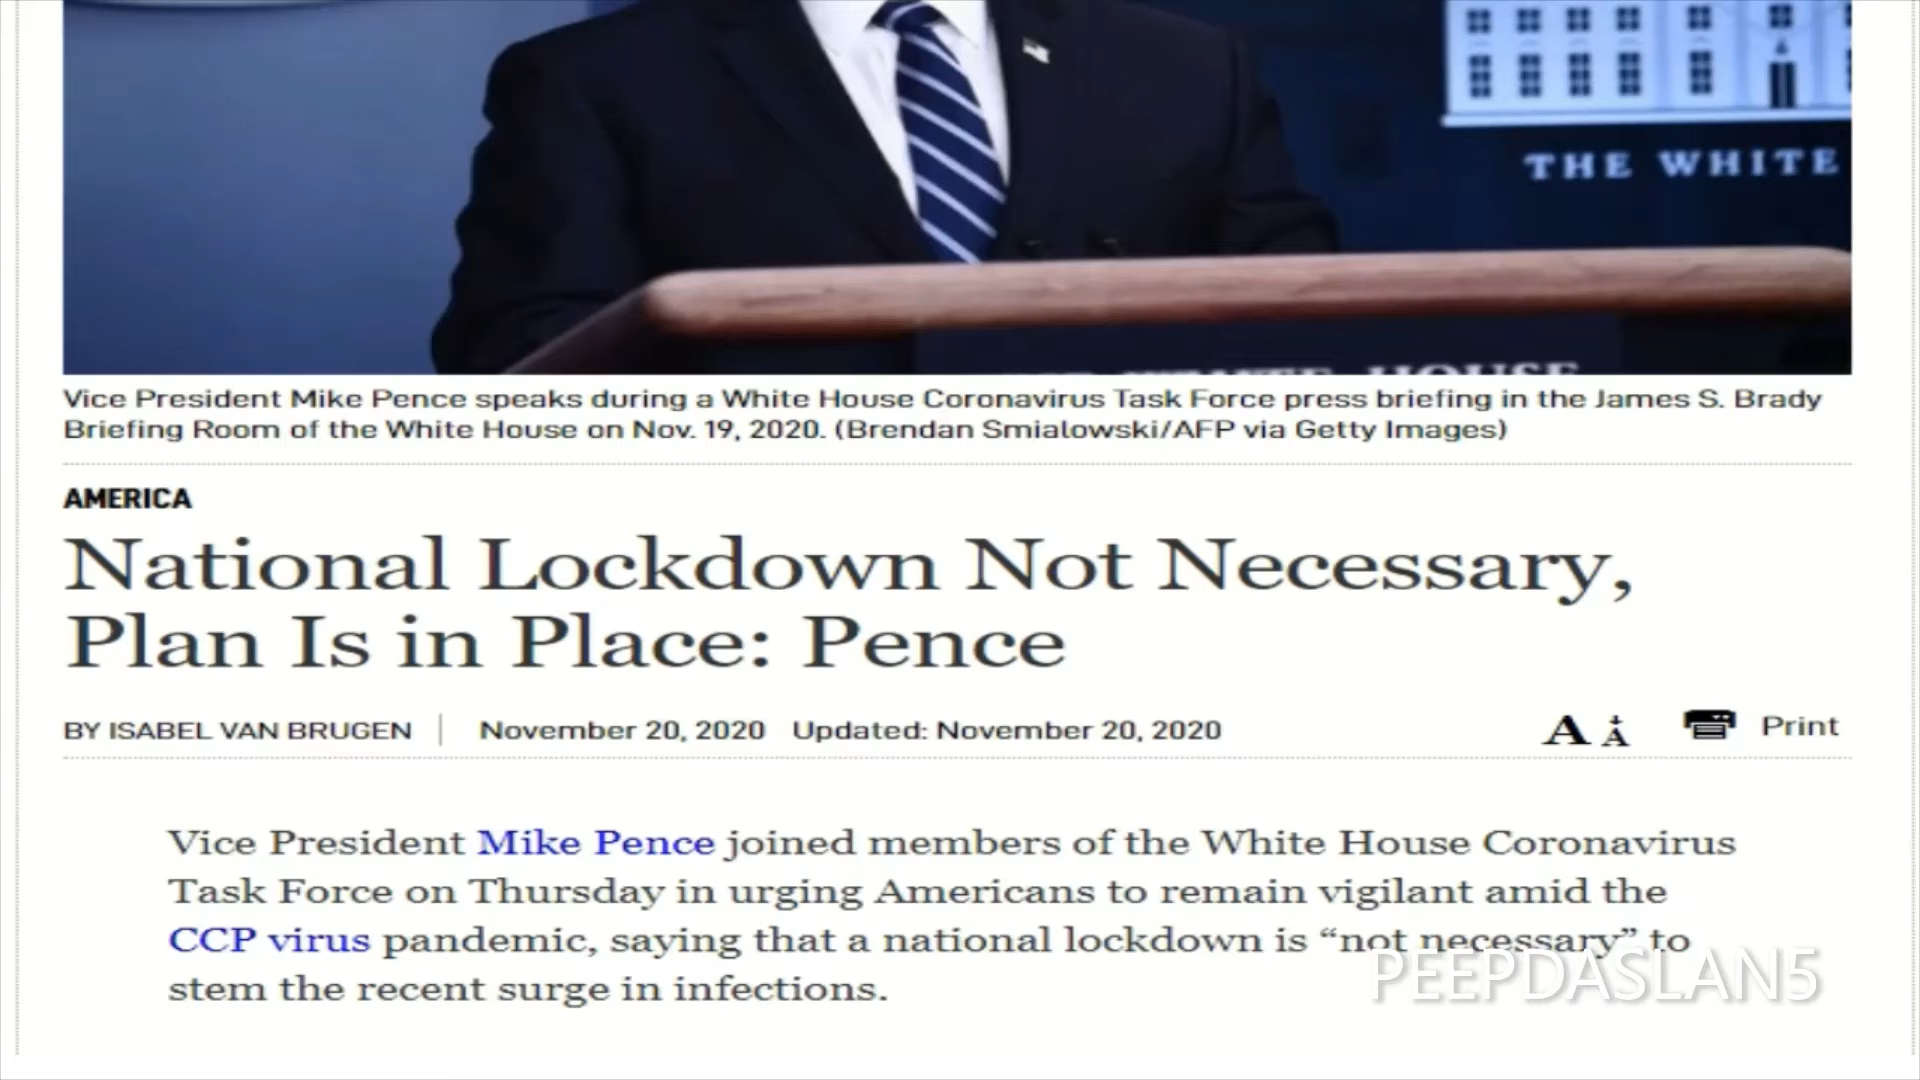 THE WHITE
WHITE HOUSE
Vice President Mike Pence speaks during a White House Coronavirus Task Force press briefing in the James S. Brady
Briefing Room of the White House on Nov. 19, 2020. (Brendan Smialowski/AFP via Getty Images)
AMERICA
National Lockdown Not Necessary,
Plan Is in Place: Pence
BY ISABEL VAN BRUGEN November 20, 2020 Updated: November 20, 2020 A A Print
Vice President Mike Pence joined members of the White House Coronavirus
Task Force on Thursday in urging Americans to remain vigilant amid the
CCP virus pandemic, saying that a national lockdown is “not necessary” to
stem the recent surge in infections.
PEEPDASLAN5